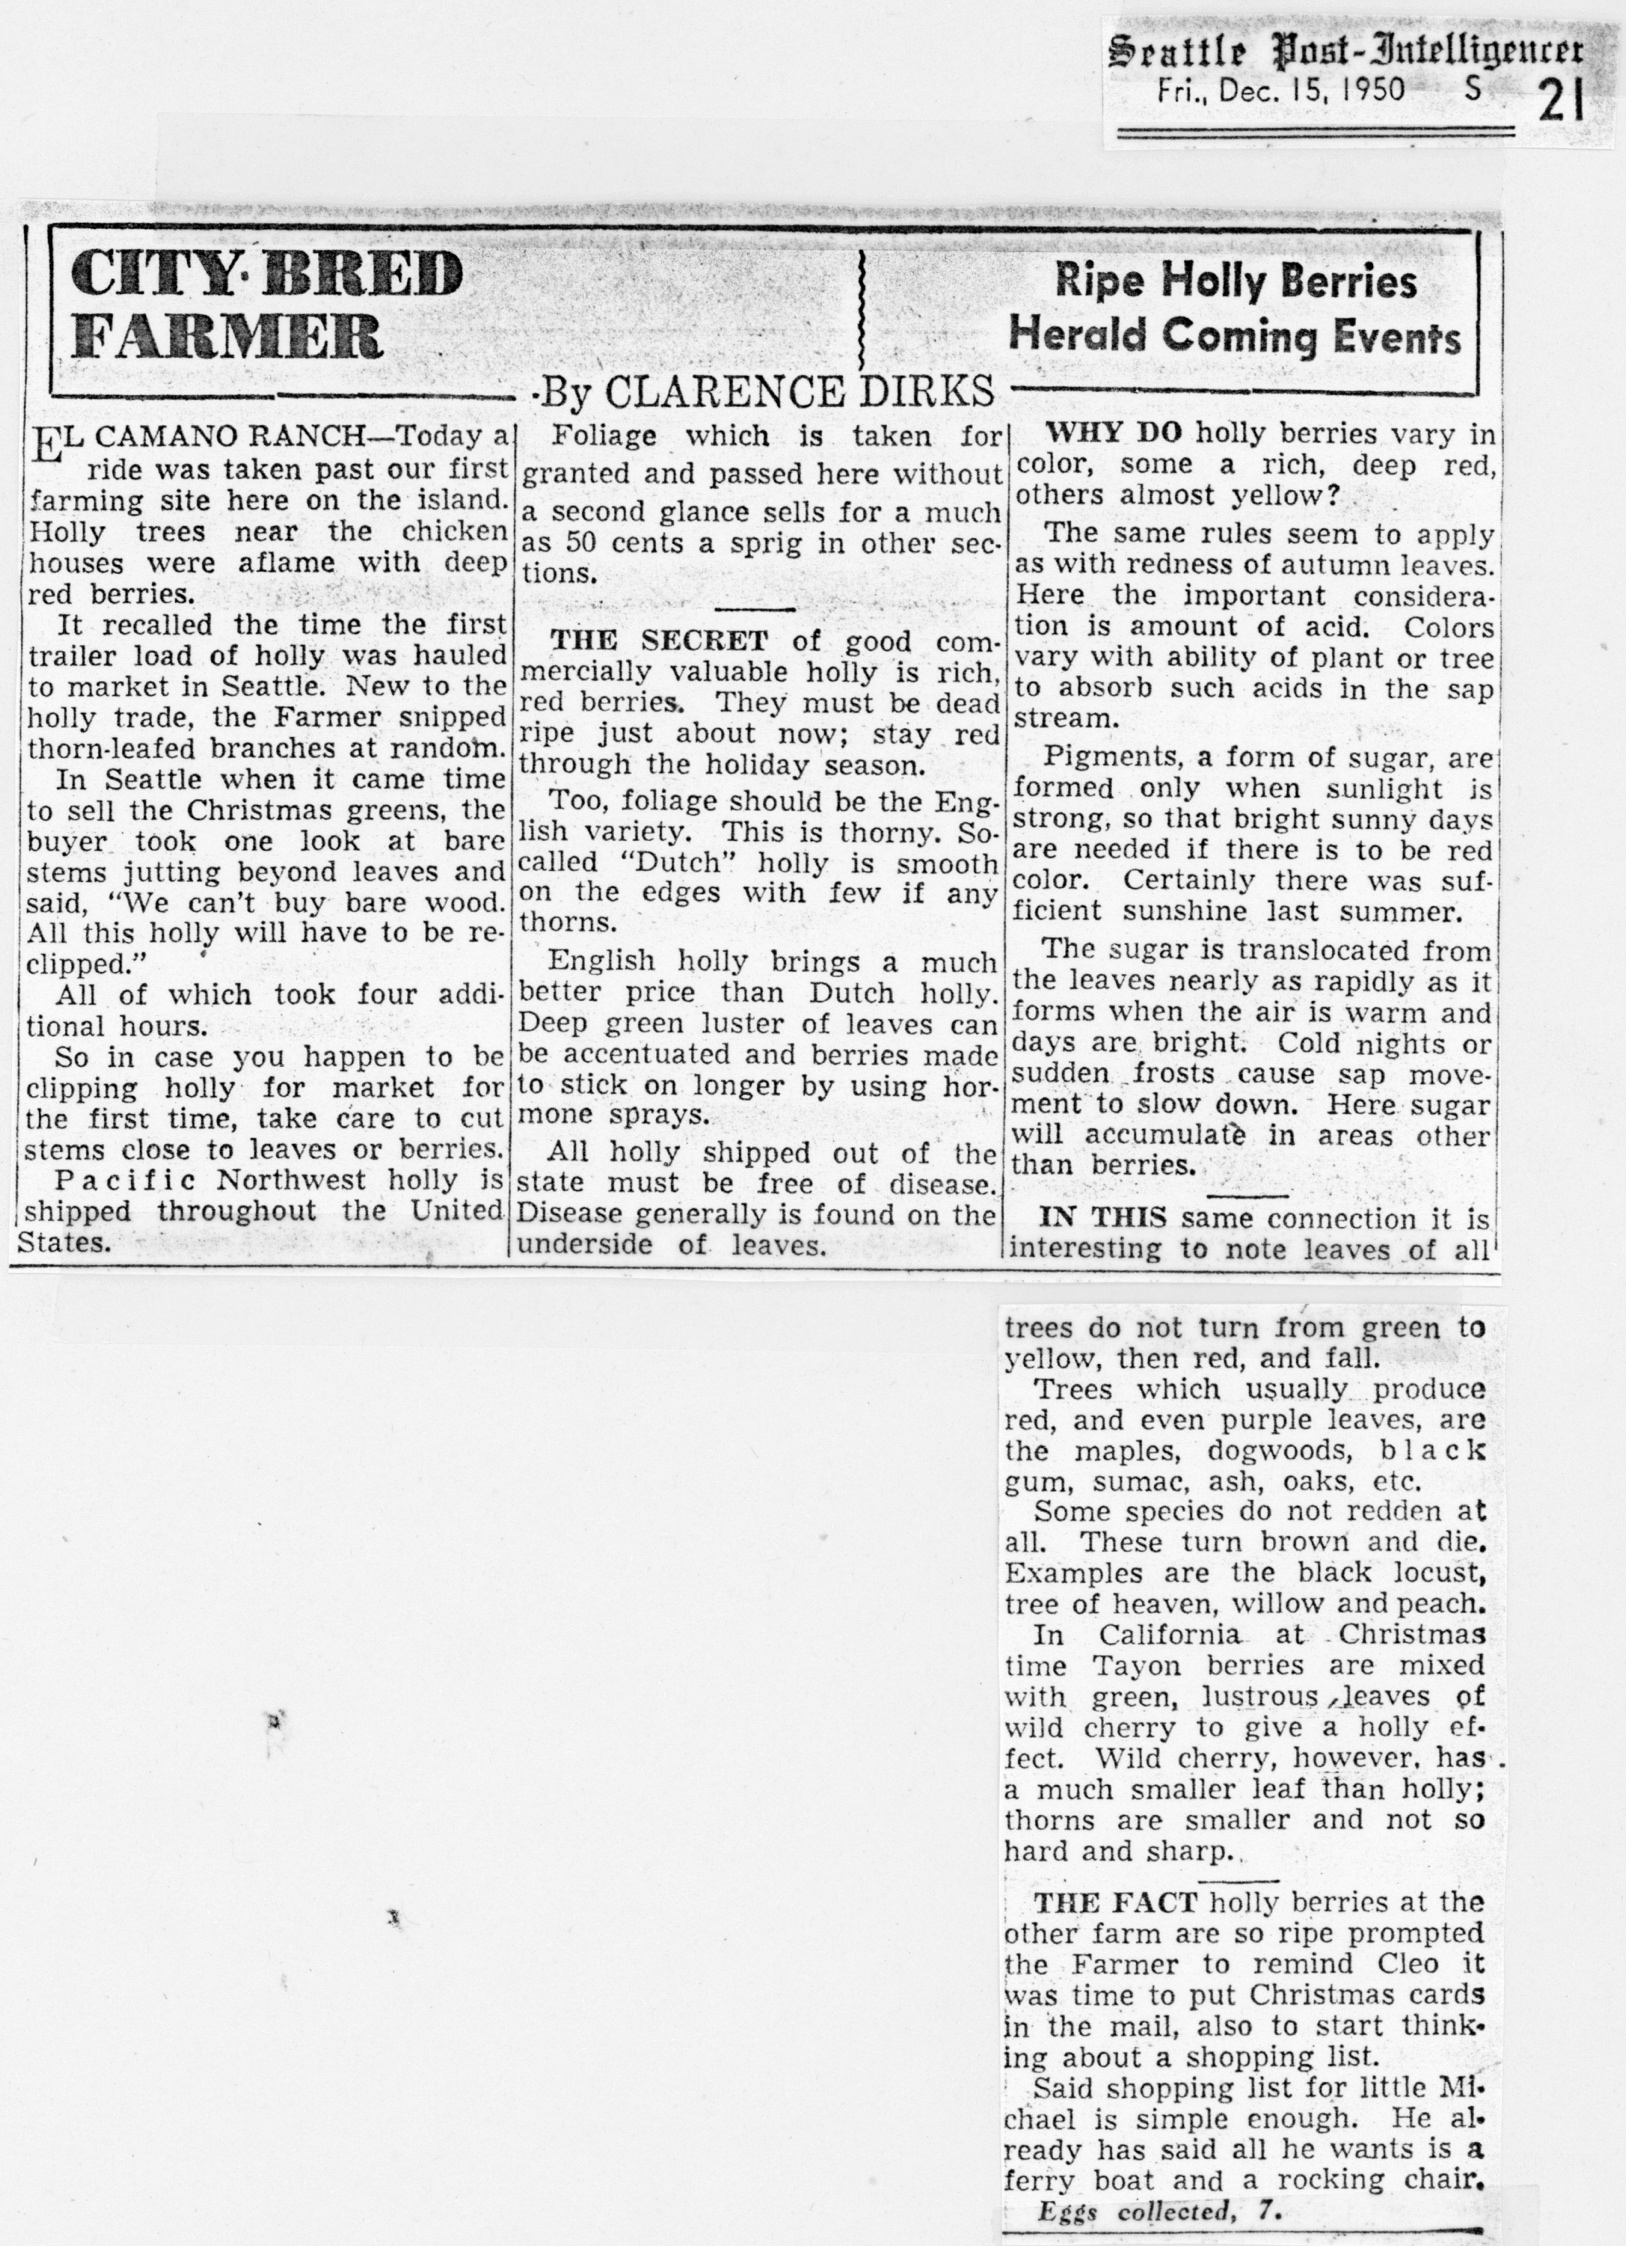 Seattle Post-Intelligencer
Fri., Dec. 15, 1950 S 21
CITY-BRED
FARMER
Ripe Holly Berries
Herald Coming Events
By CLARENCE DIRKS
EL CAMANO RANCH—Today a
ride was taken past our first
farming site here on the island.
Holly trees near the chicken
houses were aflame with deep
red berries.
It recalled the time the first
trailer load of holly was hauled
to market in Seattle. New to the
holly trade, the Farmer snipped
thorn-leafed branches at random.
In Seattle when it came time
to sell the Christmas greens, the
buyer took one look at bare
stems jutting beyond leaves and
said, “We can’t buy bare wood.
All this holly will have to be re-
clipped.”
All of which took four addi-
tional hours.
So in case you happen to be
clipping holly for market for
the first time, take care to cut
stems close to leaves or berries.
Pacific Northwest holly is
shipped throughout the United
States.
Foliage which is taken for
granted and passed here without
a second glance sells for a much
as 50 cents a sprig in other sec-
tions.
THE SECRET of good com-
mercially valuable holly is rich,
red berries. They must be dead
ripe just about now; stay red
through the holiday season.
Too, foliage should be the Eng-
lish variety. This is thorny. So-
called “Dutch” holly is smooth
on the edges with few if any
thorns.
English holly brings a much
better price than Dutch holly.
Deep green luster of leaves can
be accentuated and berries made
to stick on longer by using hor-
mone sprays.
All holly shipped out of the
state must be free of disease.
Disease generally is found on the
underside of leaves.
WHY DO holly berries vary in
color, some a rich, deep red,
others almost yellow?
The same rules seem to apply
as with redness of autumn leaves.
Here the important considera-
tion is amount of acid. Colors
vary with ability of plant or tree
to absorb such acids in the sap
stream.
Pigments, a form of sugar, are
formed only when sunlight is
strong, so that bright sunny days
are needed if there is to be red
color. Certainly there was suf-
ficient sunshine last summer.
The sugar is translocated from
the leaves nearly as rapidly as it
forms when the air is warm and
days are bright. Cold nights or
sudden frosts cause sap move-
ment to slow down. Here sugar
will accumulate in areas other
than berries.
IN THIS same connection it is
interesting to note leaves of all
trees do not turn from green to
yellow, then red, and fall.
Trees which usually produce
red, and even purple leaves, are
the maples, dogwoods, black
gum, sumac, ash, oaks, etc.
Some species do not redden at
all. These turn brown and die.
Examples are the black locust,
tree of heaven, willow and peach.
In California at Christmas
time Tayon berries are mixed
with green, lustrous leaves of
wild cherry to give a holly ef-
fect. Wild cherry, however, has
a much smaller leaf than holly;
thorns are smaller and not so
hard and sharp.
THE FACT holly berries at the
other farm are so ripe prompted
the Farmer to remind Cleo it
was time to put Christmas cards
in the mail, also to start think-
ing about a shopping list.
Said shopping list for little Mi-
chael is simple enough. He al-
ready has said all he wants is a
ferry boat and a rocking chair.
Eggs collected, 7.